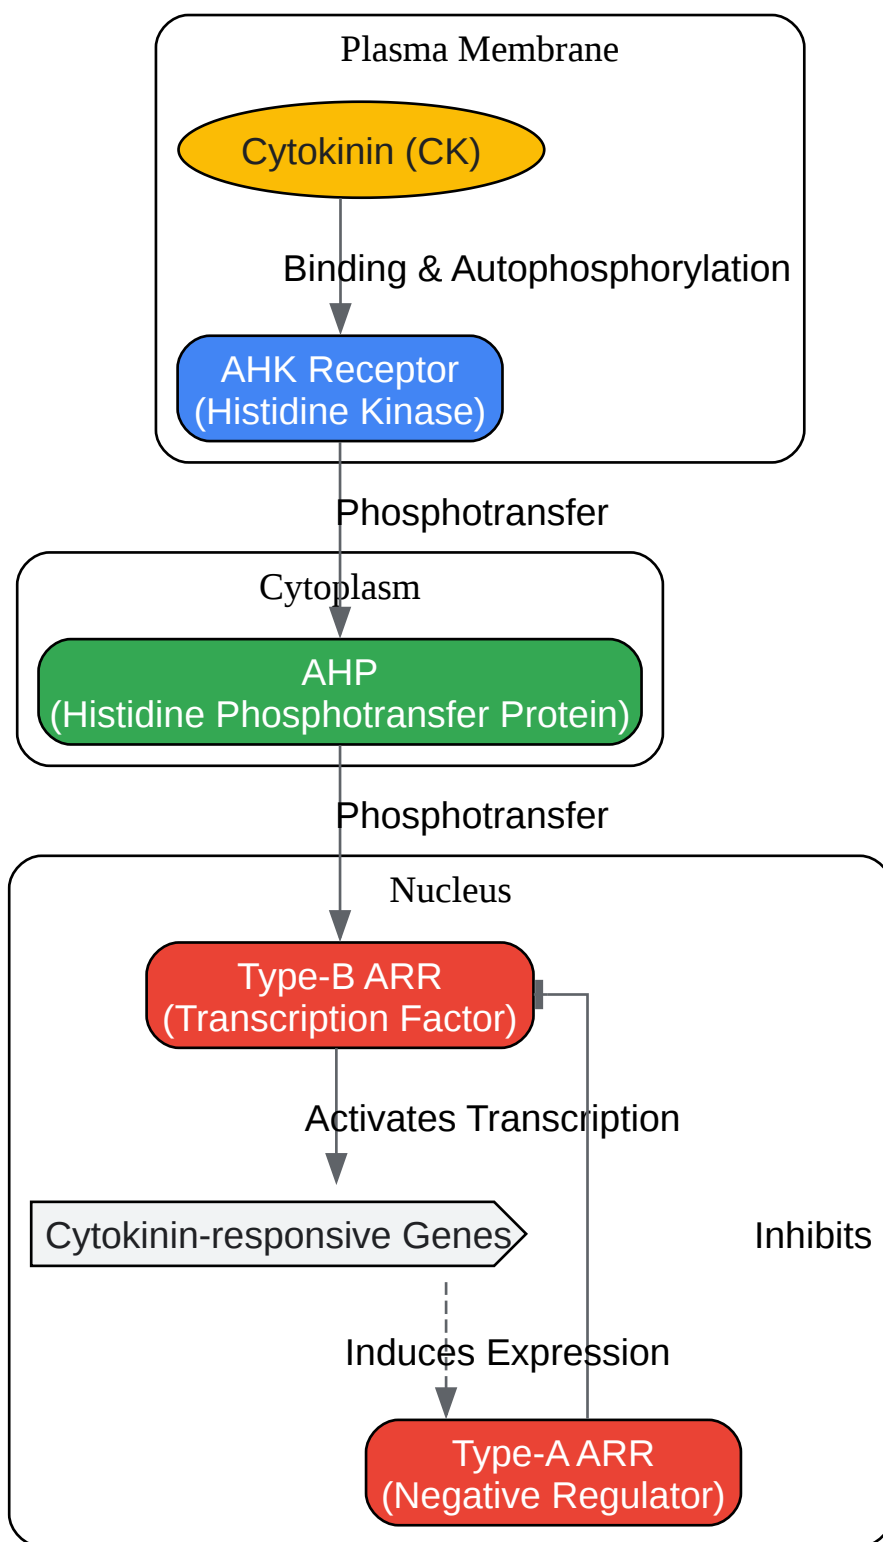 Plasma Membrane
Cytokinin (CK)
Binding & Autophosphorylation
AHK Receptor
(Histidine Kinase)
Phosphotransfer
Cytoplasm
AHP
(Histidine Phosphotransfer Protein)
Phosphotransfer
Nucleus
Type-B ARR
(Transcription Factor)
Activates Transcription
Cytokinin-responsive Genes
Inhibits
Induces Expression
Type-A ARR
(Negative Regulator)